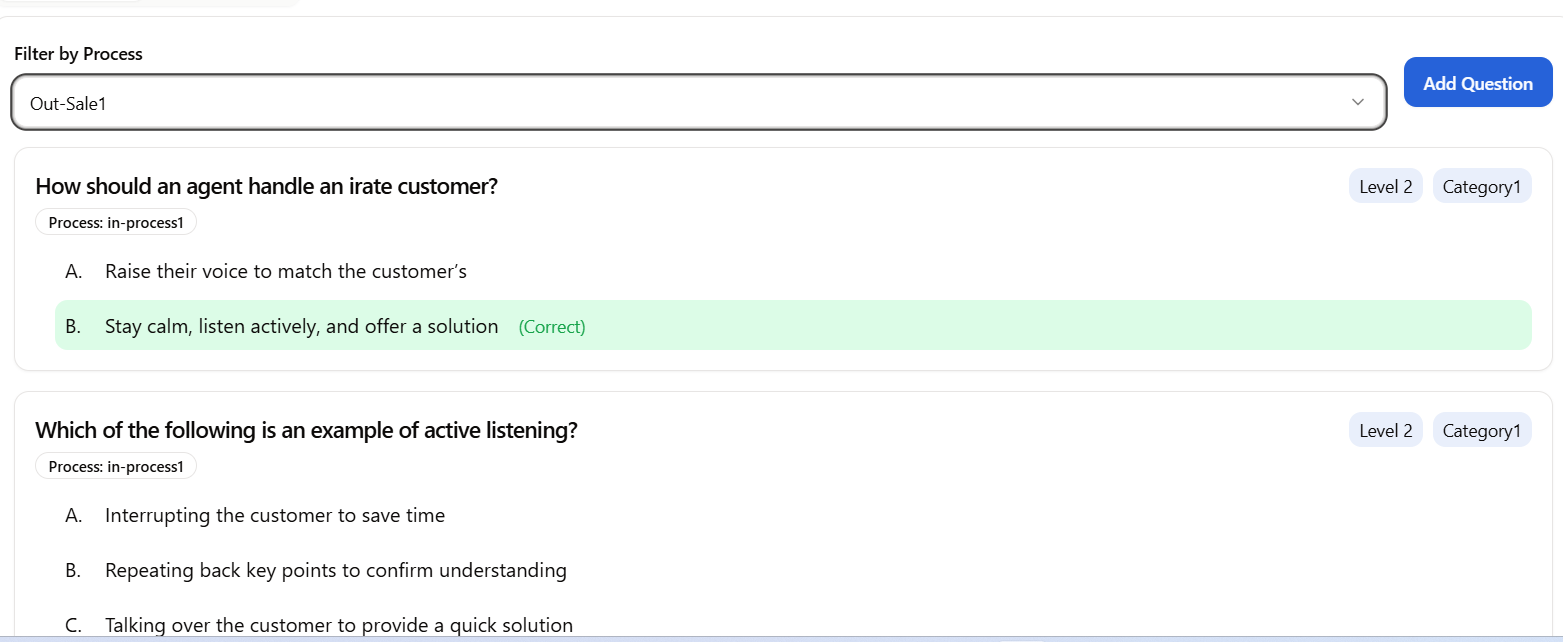 Filter by Process
Out-Sale1
Add Question
How should an agent handle an irate customer?
Level 2
Category1
Process: in-process1
A. Raise their voice to match the customer’s
B. Stay calm, listen actively, and offer a solution (Correct)
Which of the following is an example of active listening?
Level 2
Category1
Process: in-process1
A. Interrupting the customer to save time
B. Repeating back key points to confirm understanding
C. Talking over the customer to provide a quick solution